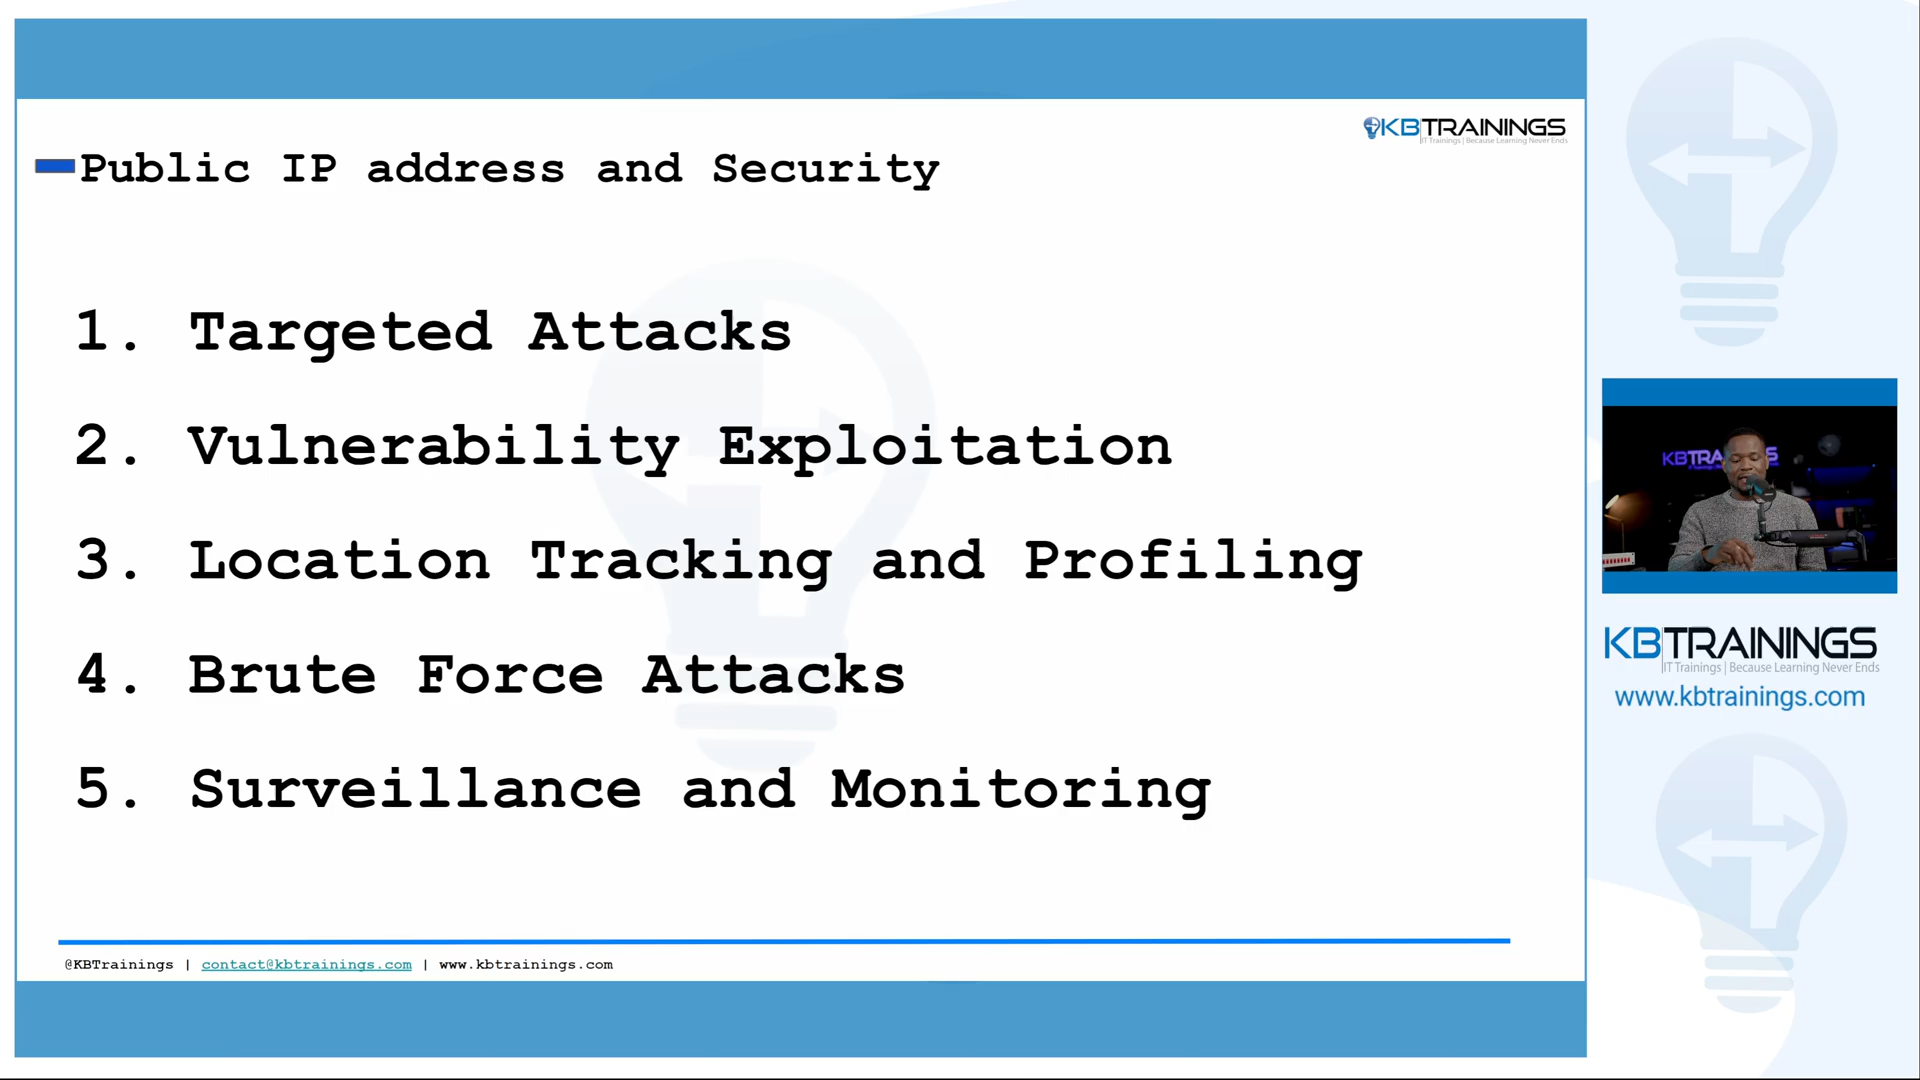 KBTRAININGS
IT Trainings | Because Learning Never Ends
Public IP address and Security
1. Targeted Attacks
2. Vulnerability Exploitation
3. Location Tracking and Profiling
4. Brute Force Attacks
5. Surveillance and Monitoring
@KBTrainings | contact@kbtrainings.com | www.kbtrainings.com
KBTRAININGS
IT Trainings | Because Learning Never Ends
www.kbtrainings.com